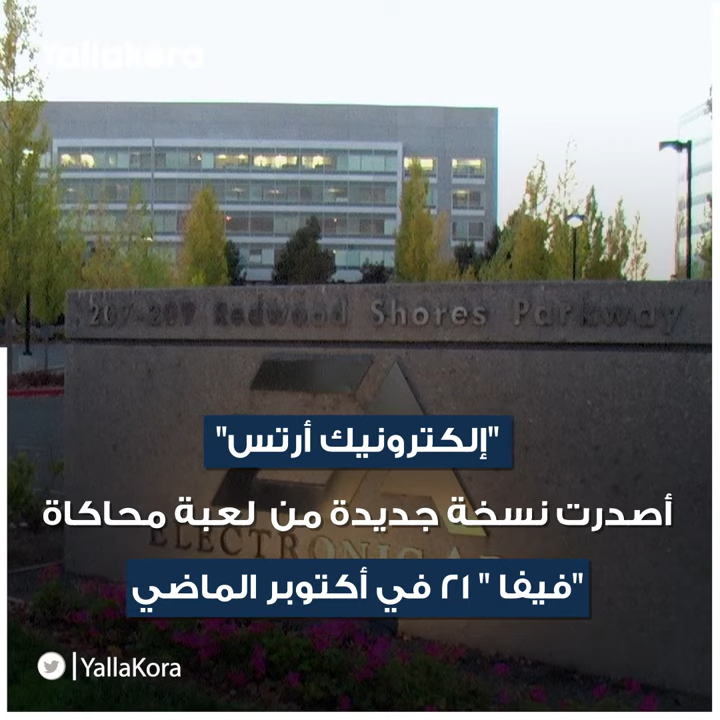 Yallakora
207-209 Redwood Shores Parkway
"إلكترونيك أرتس"
أصدرت نسخة جديدة من لعبة محاكاة
ELECTRONIC AR
"فيفا " ٢١ في أكتوبر الماضي
YallaKora